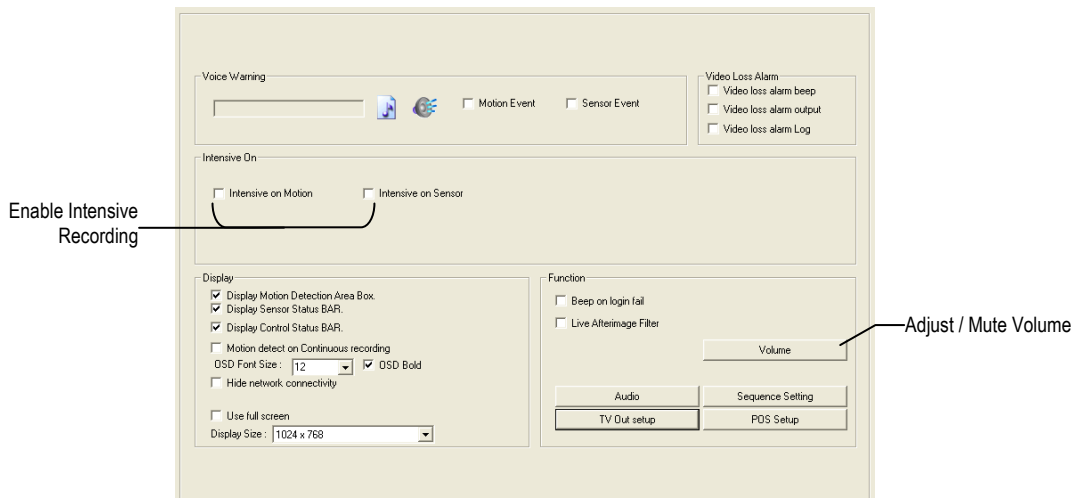 Voice Warning
Motion Event
Sensor Event
Video Loss Alarm
Video loss alarm beep
Video loss alarm output
Video loss alarm Log
Intensive On
Intensive on Motion
Intensive on Sensor
Enable Intensive
Recording
Display
Display Motion Detection Area Box.
Display Sensor Status BAR.
Display Control Status BAR.
Motion detect on Continuous recording
OSD Font Size : 12
OSD Bold
Hide network connectivity
Use full screen
Display Size : 1024 x 768
Function
Beep on login fail
Live Afterimage Filter
Volume
Adjust / Mute Volume
Audio
Sequence Setting
TV Out setup
POS Setup